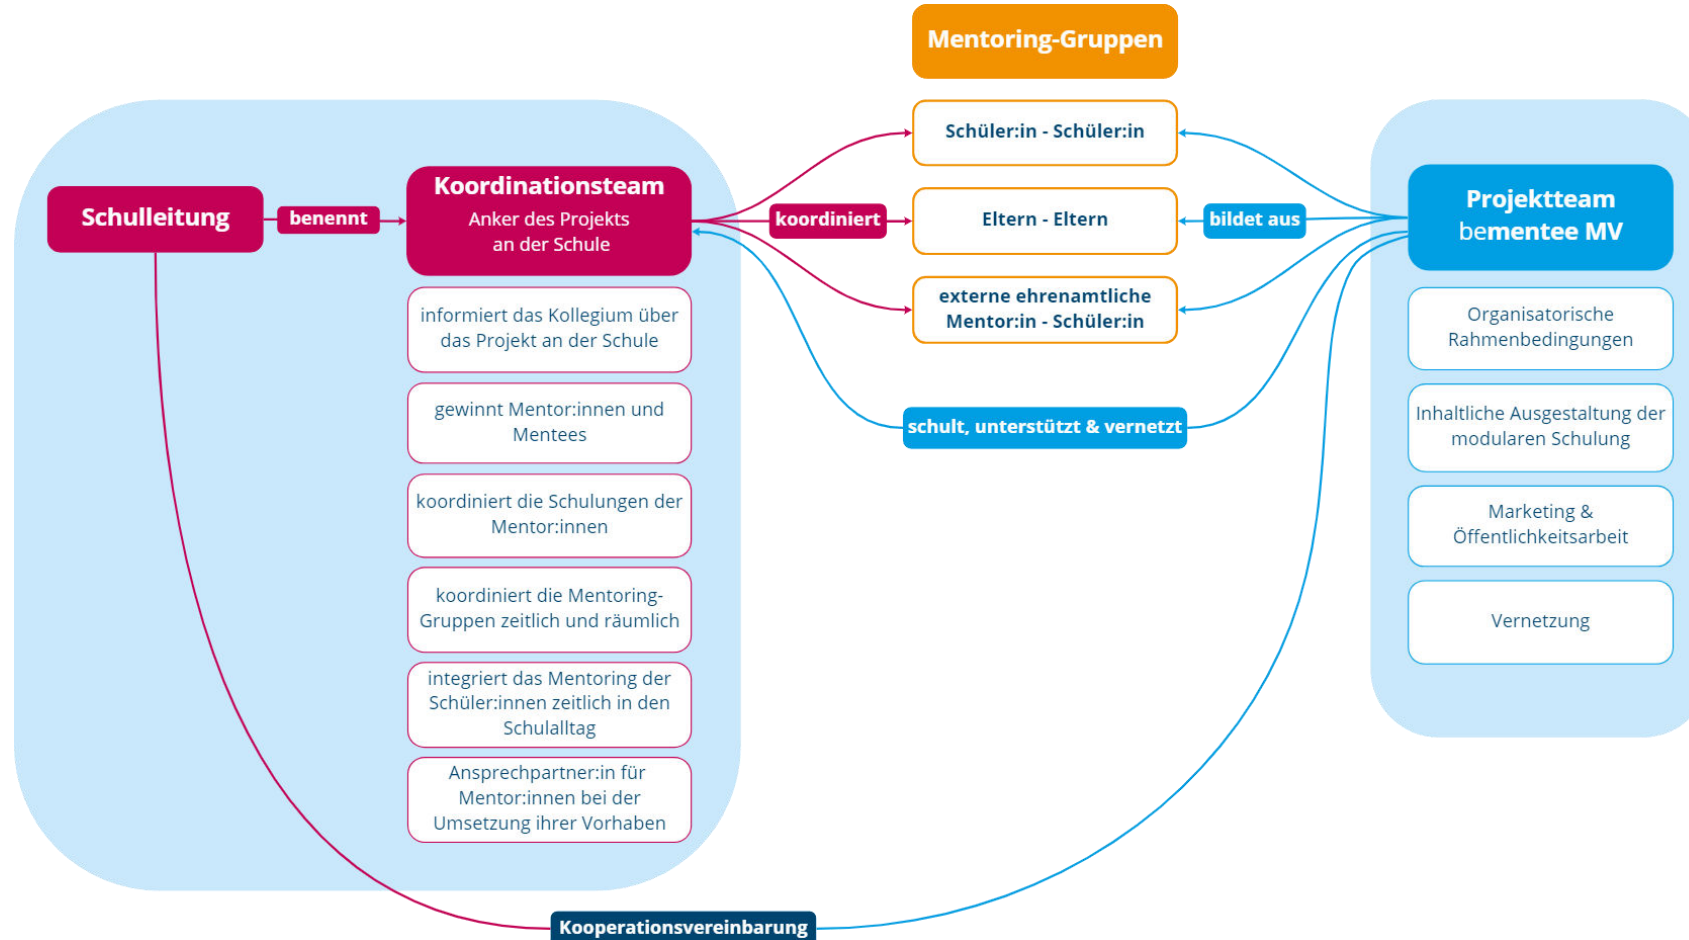 Mentoring-Gruppen
Schulleitung
benennt
Koordinationsteam
Anker des Projekts
an der Schule
informiert das Kollegium über
das Projekt an der Schule
gewinnt Mentor:innen und
Mentees
koordiniert die Schulungen der
Mentor:innen
koordiniert die Mentoring-
Gruppen zeitlich und räumlich
integriert das Mentoring der
Schüler:innen zeitlich in den
Schulalltag
Ansprechpartner:in für
Mentor:innen bei der
Umsetzung ihrer Vorhaben
koordiniert
Schüler:in - Schüler:in
Eltern - Eltern
externe ehrenamtliche
Mentor:in - Schüler:in
bildet aus
schult, unterstützt & vernetzt
Projektteam
bementee MV
Organisatorische
Rahmenbedingungen
Inhaltliche Ausgestaltung der
modularen Schulung
Marketing &
Öffentlichkeitsarbeit
Vernetzung
Kooperationsvereinbarung